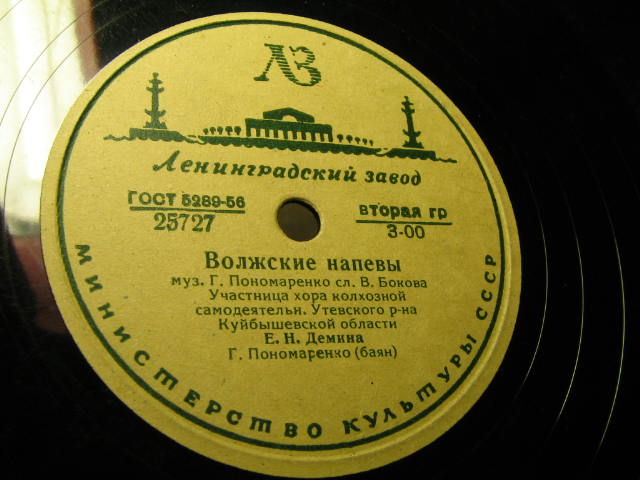 ЛЗ
Ленинградский завод
ГОСТ 5289-56
25727
вторая гр
3-00
Волжские напевы
муз. Г. Пономаренко сл. В. Бокова
Участница хора колхозной
самодеятельн. Утевского р-на
Куйбышевской области
Е. Н. Демина
Г. Пономаренко (баян)
МИНИСТЕРСТВО КУЛЬТУРЫ СССР